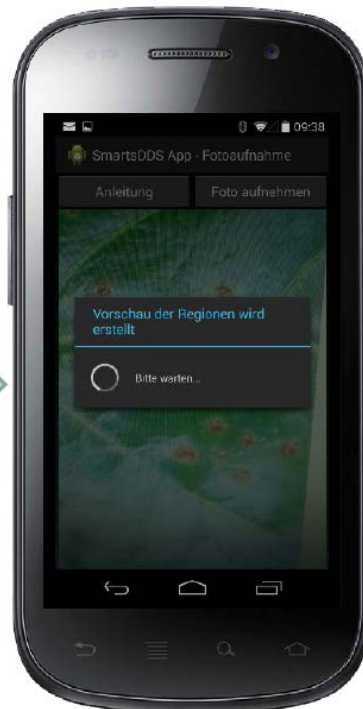 09:38
SmartsDDS App - Fotoaufnahme
Anleitung Foto aufnehmen
Vorschau der Regionen wird
erstellt
Bitte warten...